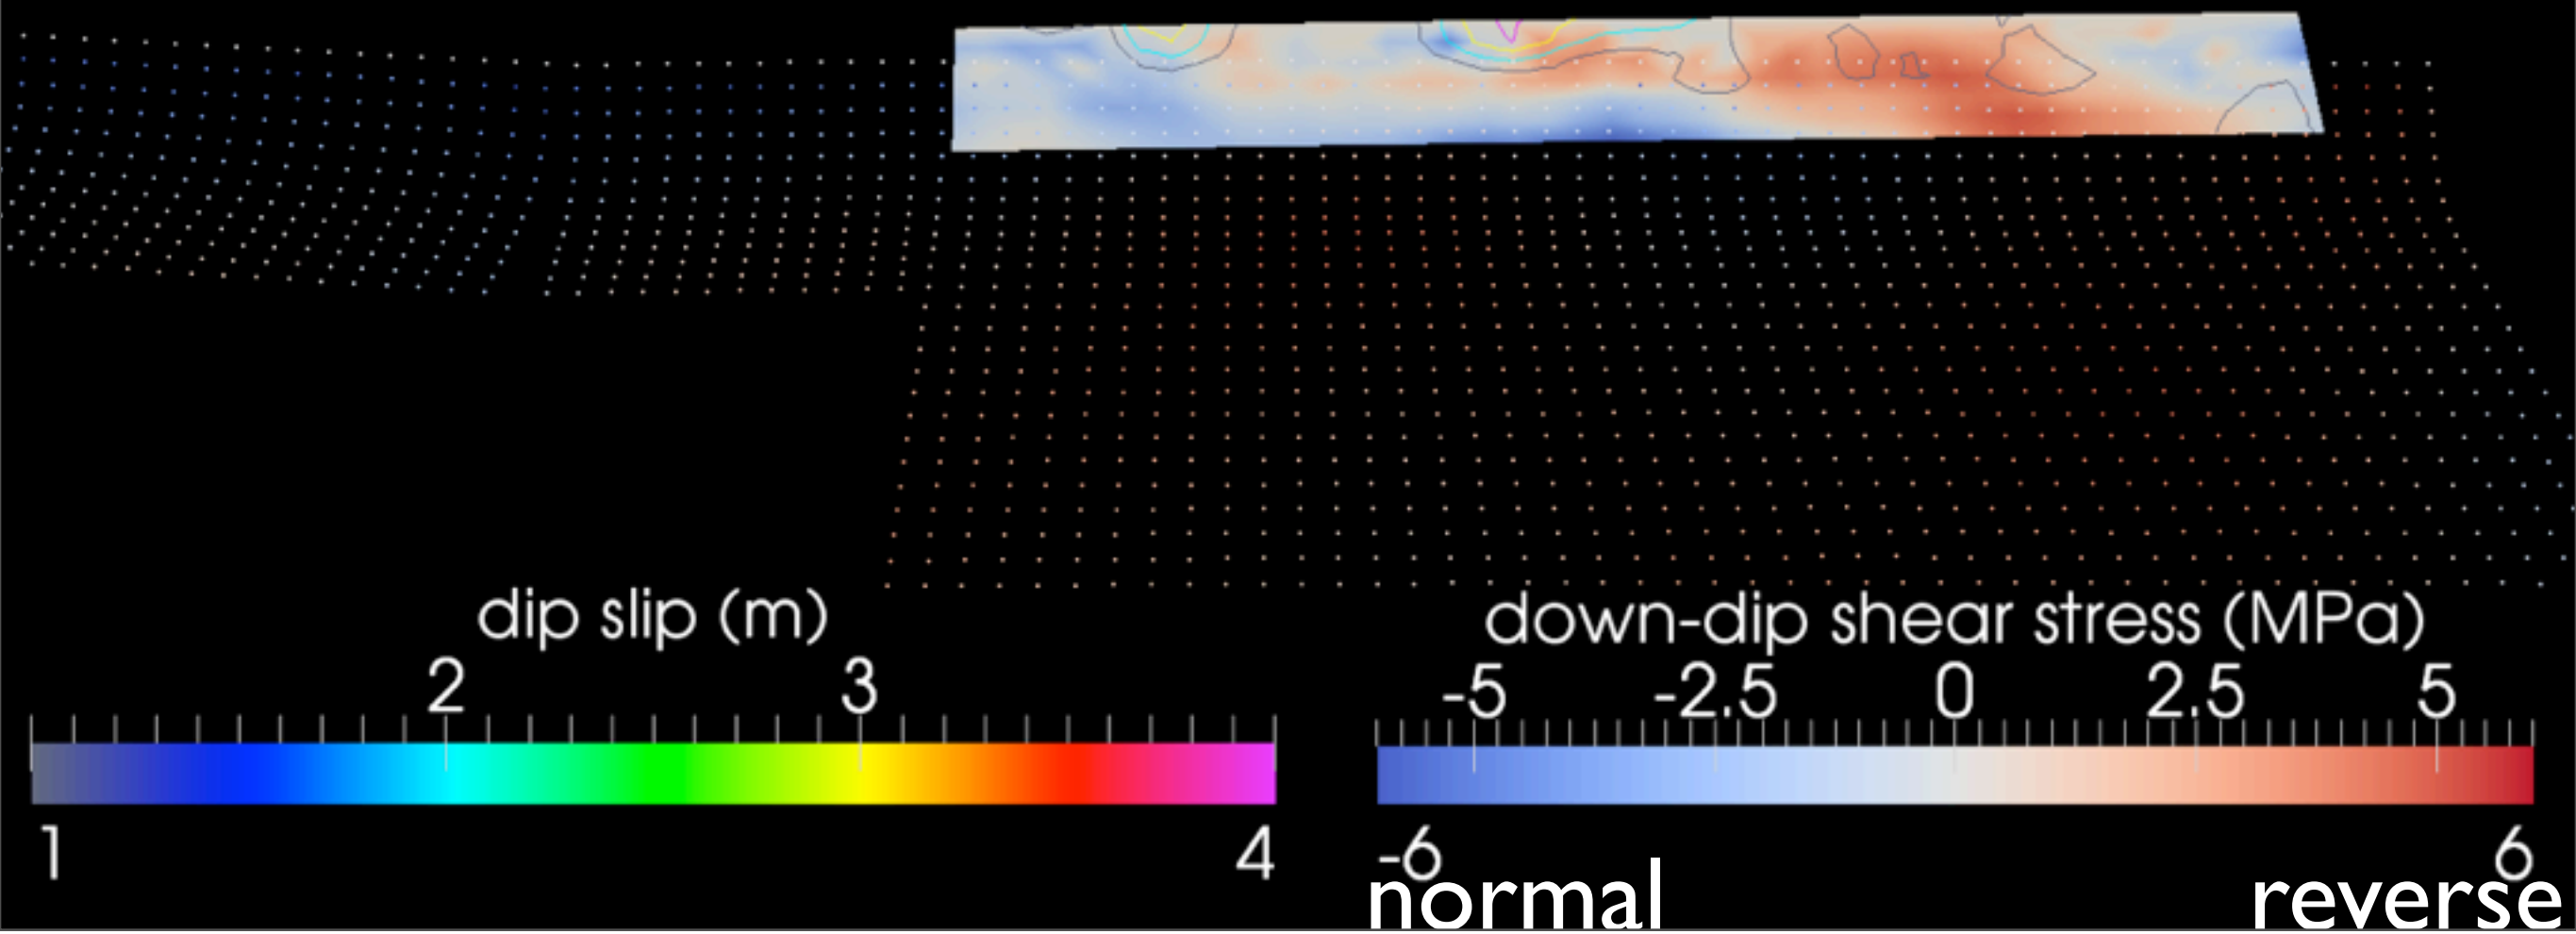 dip slip (m)
2 3
1 4
down-dip shear stress (MPa)
-5 -2.5 0 2.5 5
-6 6
normal reverse